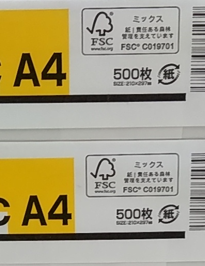 FSC
www.fsc.org
ミックス
紙 | 責任ある森林
管理を支えています
FSC® C019701
C A4
500枚
紙
SIZE:210×297㎜
FSC
www.fsc.org
ミックス
紙 | 責任ある森林
管理を支えています
FSC® C019701
C A4
500枚
紙
SIZE:210×297㎜